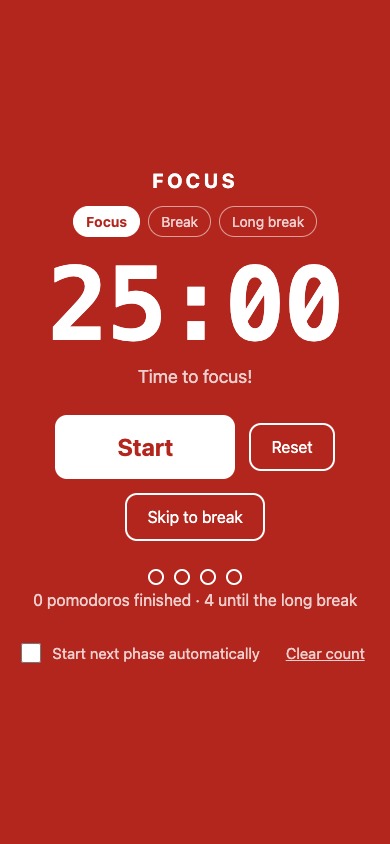 FOCUS
Focus Break Long break
25:00
Time to focus!
Start Reset
Skip to break
0 pomodoros finished · 4 until the long break
Start next phase automatically Clear count